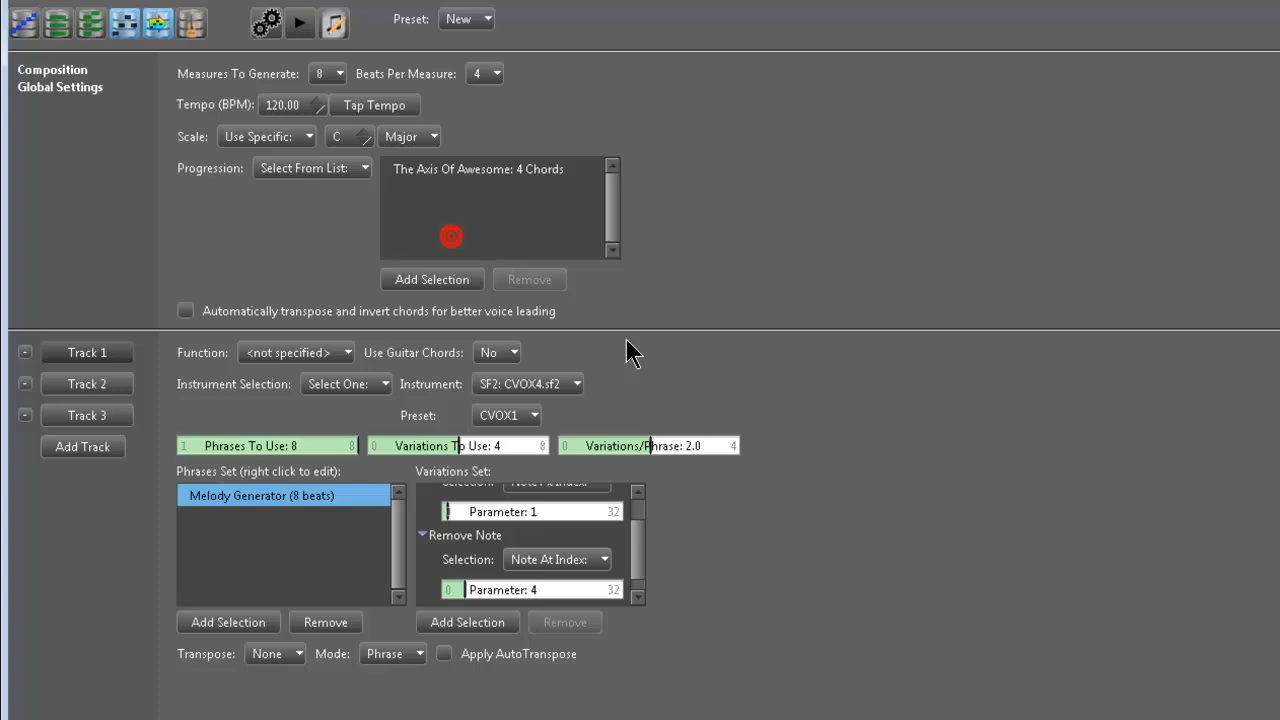 Preset: New
Composition
Global Settings
Measures To Generate: 8 Beats Per Measure: 4
Tempo (BPM): 120.00 Tap Tempo
Scale: Use Specific: C Major
Progression: Select From List: The Axis Of Awesome: 4 Chords
Add Selection Remove
Automatically transpose and invert chords for better voice leading
Track 1 Function: <not specified> Use Guitar Chords: No
Track 2 Instrument Selection: Select One: Instrument: SF2: CVOX4.sf2
Track 3 Preset: CVOX1
Add Track 1 Phrases To Use: 8 8 0 Variations To Use: 4 8 0 Variations/Phrase: 2.0 4
Phrases Set (right click to edit): Variations Set:
Melody Generator (8 beats)
Parameter: 1 32
Remove Note
Selection: Note At Index:
0 Parameter: 4 32
Add Selection Remove Add Selection Remove
Transpose: None Mode: Phrase Apply AutoTranspose